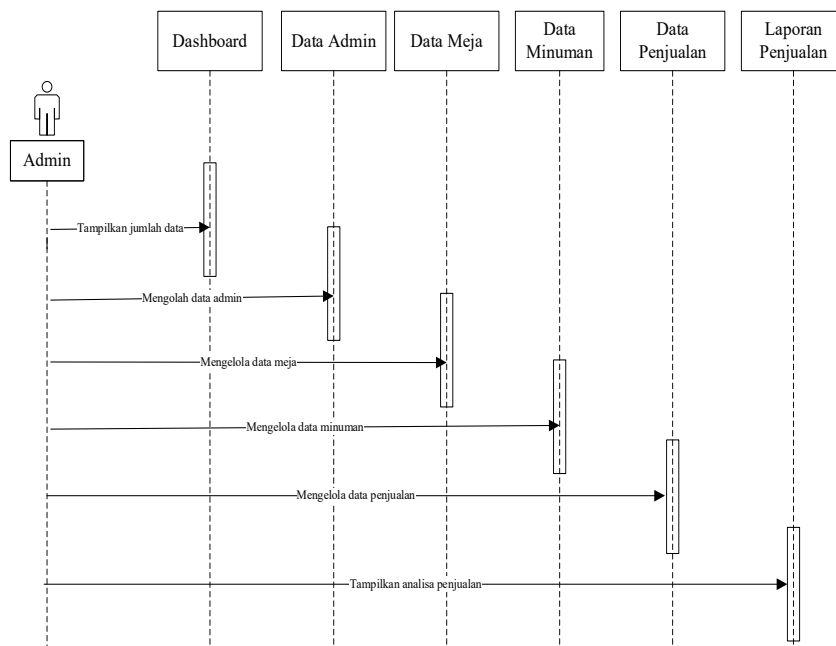 Dashboard
Data Admin
Data Meja
Data
Minuman
Data
Penjualan
Laporan
Penjualan
Admin
Tampilkan jumlah data
Mengolah data admin
Mengelola data meja
Mengelola data minuman
Mengelola data penjualan
Tampilkan analisa penjualan